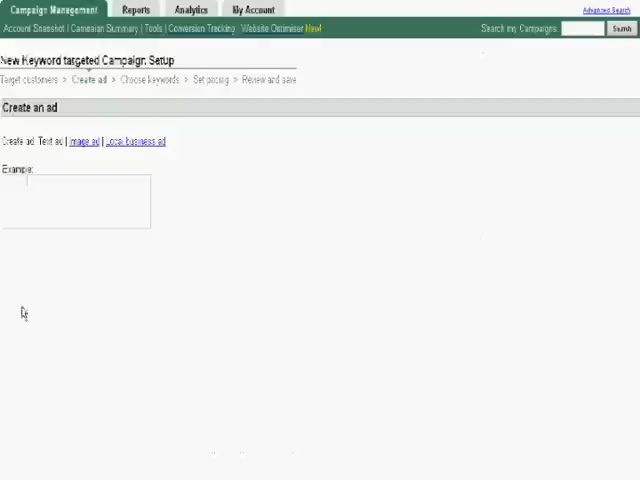 Campaign Management Reports Analytics My Account Advanced Search
Account Snapshot | Campaign Summary | Tools | Conversion Tracking Website Optimiser New! Search my Campaigns: Search
New Keyword targeted Campaign Setup
Target customers > Create ad > Choose keywords > Set pricing > Review and save
Create an ad
Create ad: Text ad | Image ad | Local business ad
Example: